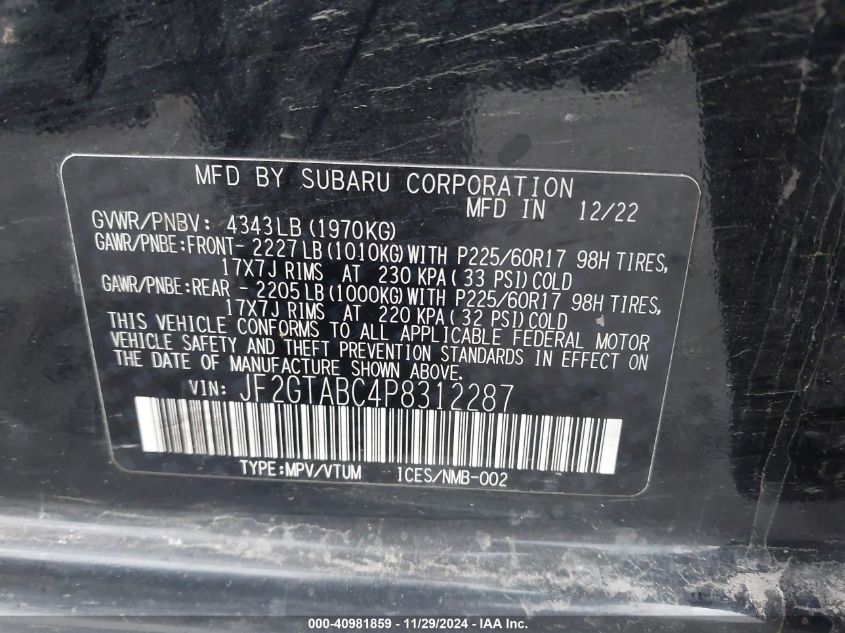 MFD BY SUBARU CORPORATION
MFD IN 12/22
GVWR/PNBV: 4343LB (1970KG)
GAWR/PNBE:FRONT- 2227LB(1010KG)WITH P225/60R17 98H TIRES,
17X7J RIMS AT 230 KPA( 33 PSI)COLD
GAWR/PNBE:REAR - 2205LB(1000KG)WITH P225/60R17 98H TIRES,
17X7J RIMS AT 220 KPA( 32 PSI)COLD
THIS VEHICLE CONFORMS TO ALL APPLICABLE FEDERAL MOTOR
VEHICLE SAFETY AND THEFT PREVENTION STANDARDS IN EFFECT ON
THE DATE OF MANUFACTURE SHOWN ABOVE.
VIN: JF2GTABC4P8312287
TYPE:MPV/VTUM ICES/NMB-002
000-40981859 - 11/29/2024 - IAA Inc.